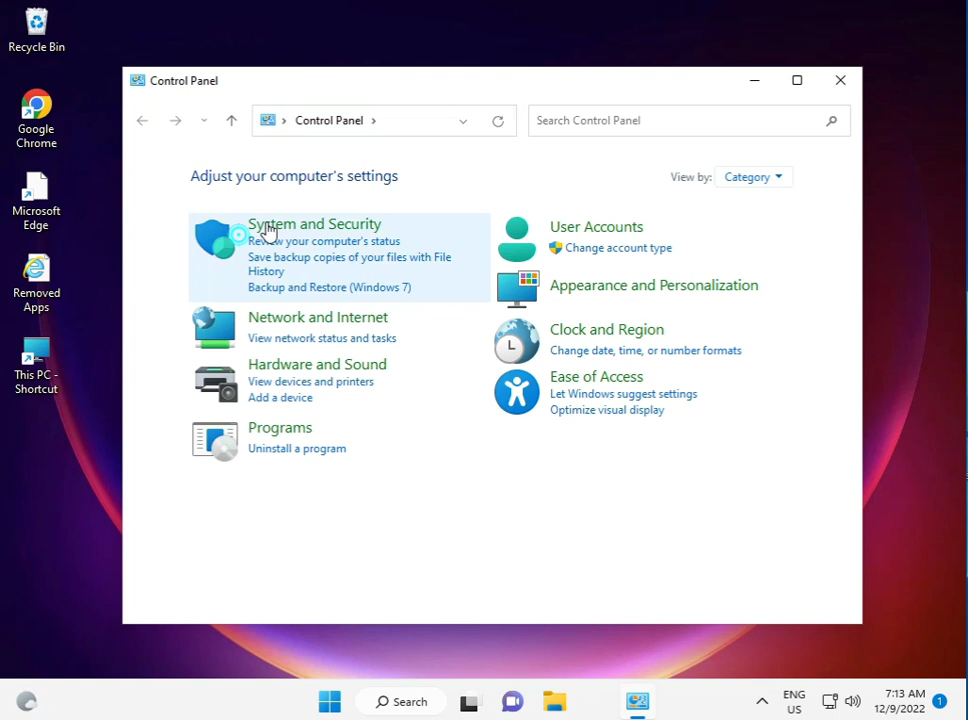 Recycle Bin
Google
Chrome
Microsoft
Edge
Removed
Apps
This PC -
Shortcut
Control Panel
Control Panel
Search Control Panel
Adjust your computer's settings
View by: Category
System and Security
Review your computer's status
Save backup copies of your files with File
History
Backup and Restore (Windows 7)
Network and Internet
View network status and tasks
Hardware and Sound
View devices and printers
Add a device
Programs
Uninstall a program
User Accounts
Change account type
Appearance and Personalization
Clock and Region
Change date, time, or number formats
Ease of Access
Let Windows suggest settings
Optimize visual display
Search
ENG
US
7:13 AM
12/9/2022
1